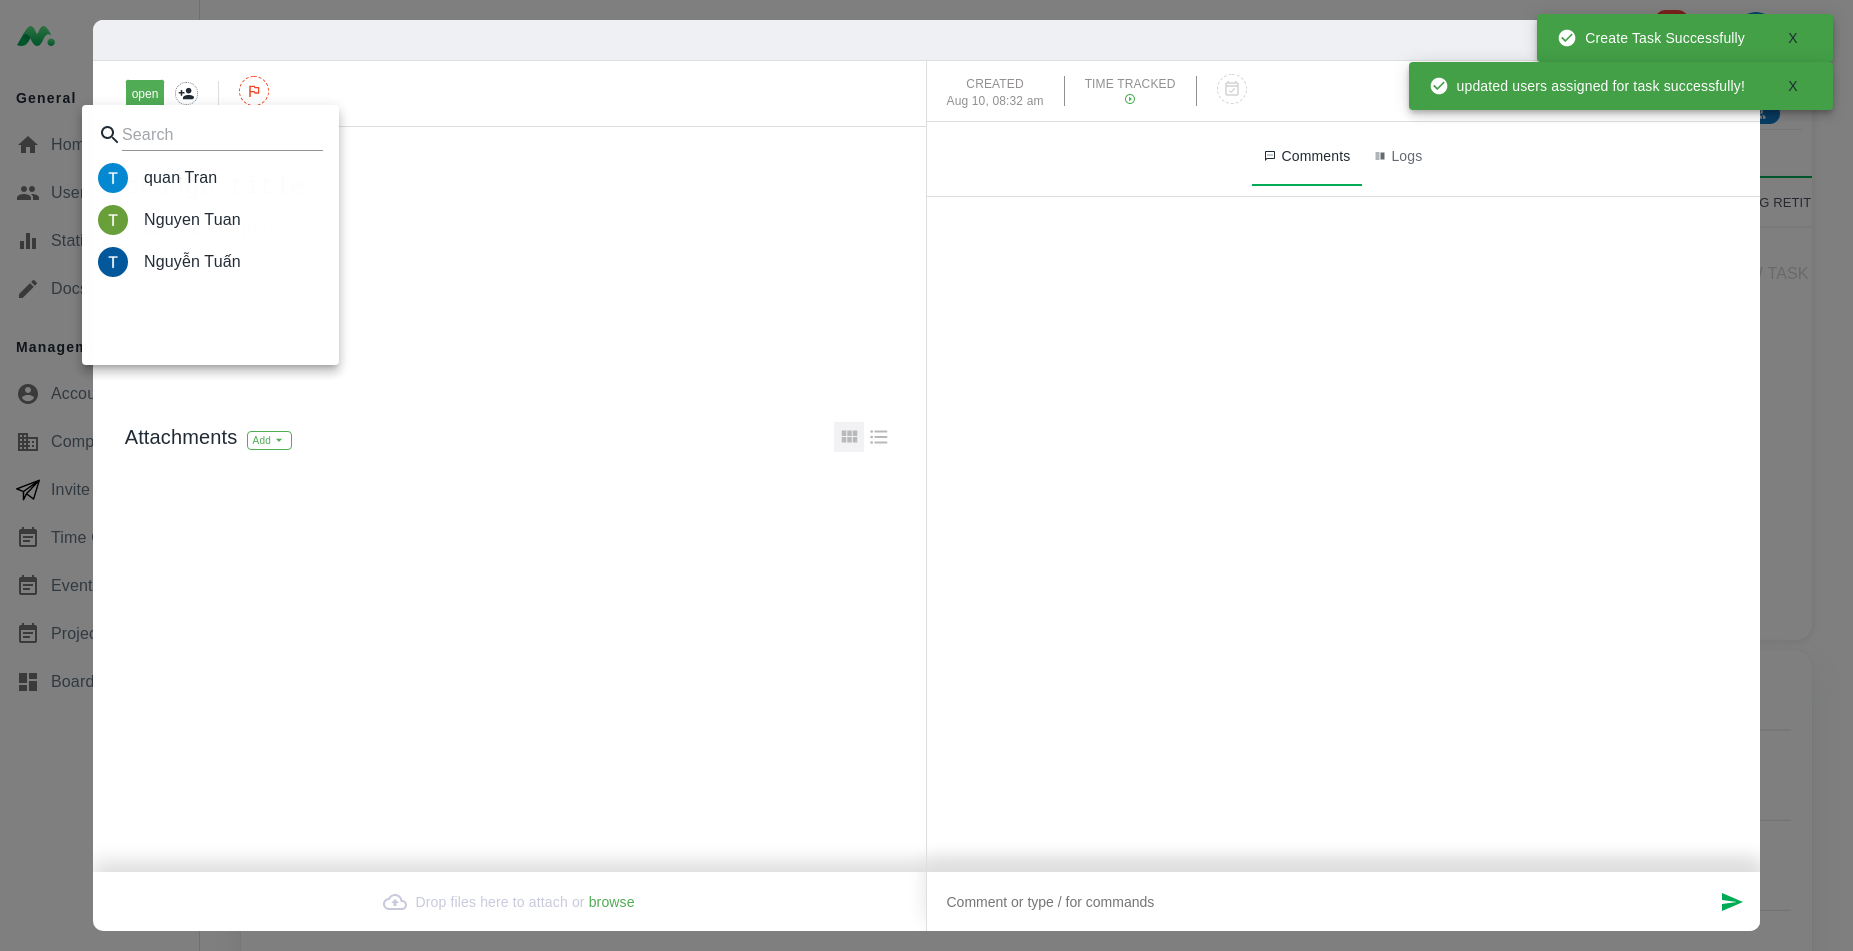 Create Task Successfully X
updated users assigned for task successfully! X
General
Hom
User
Stati
Docs
Managem
Accou
Comp
Invite
Time
Event
Projec
Board
open
Search
T quan Tran
T Nguyen Tuan
T Nguyễn Tuấn
Attachments Add
Drop files here to attach or browse
CREATED
Aug 10, 08:32 am
TIME TRACKED
Comments Logs
Comment or type / for commands
G RETIT
TASK